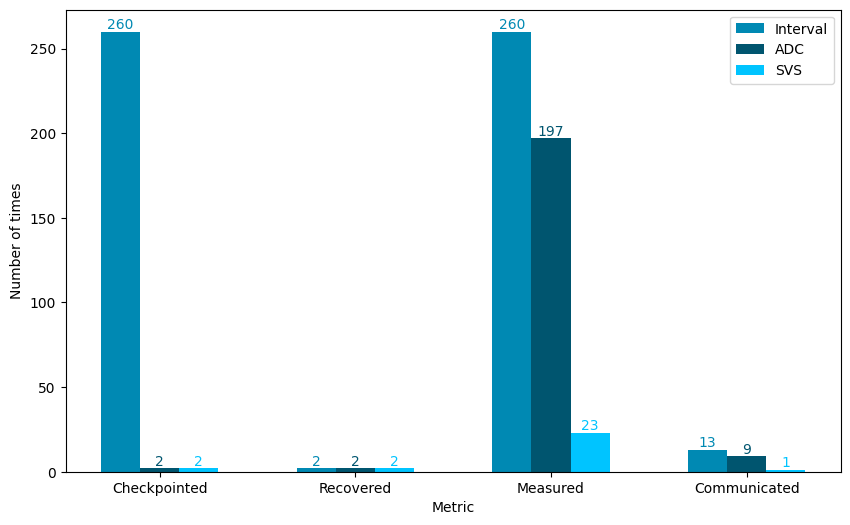 260
260
Interval
ADC
SVS
250
200
197
150
100
50
0
Number of times
2
2
2
2
2
23
13
9
1
Checkpointed
Recovered
Measured
Communicated
Metric